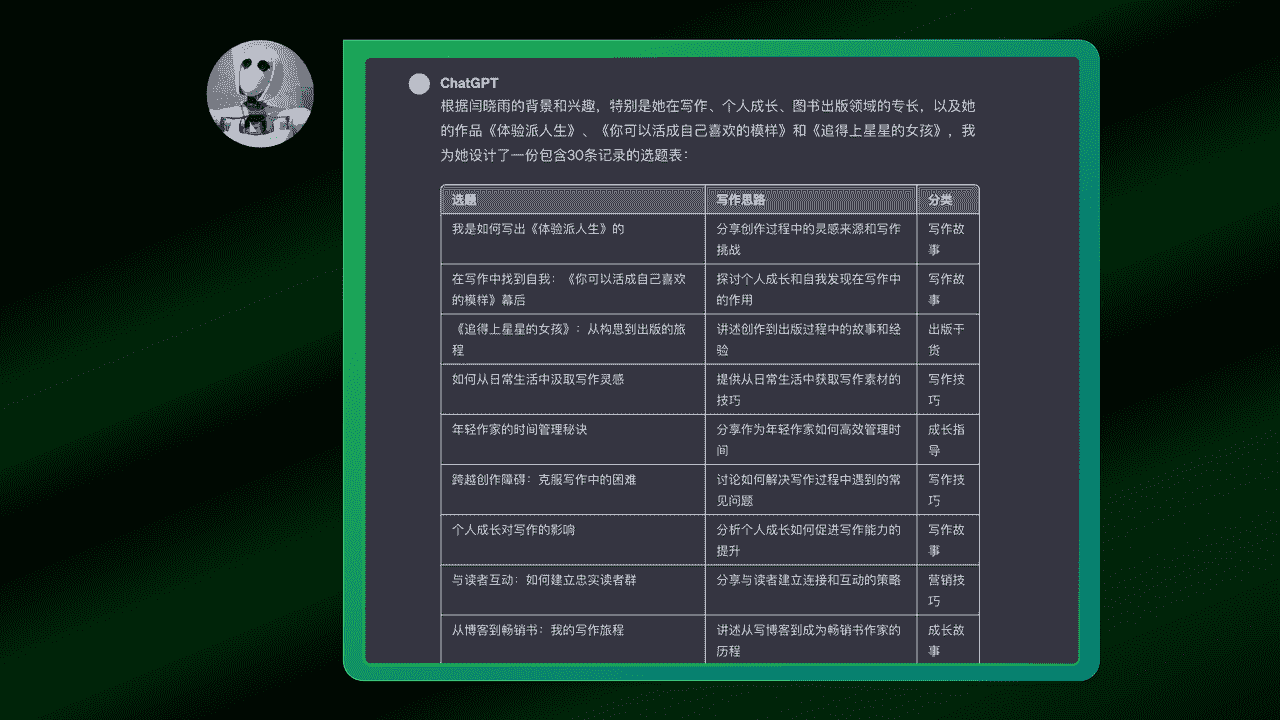 ChatGPT
根据闫晓雨的背景和兴趣，特别是她在写作、个人成长、图书出版领域的专长，以及她
的作品《体验派人生》、《你可以活成自己喜欢的模样》和《追得上星星的女孩》，我
为她设计了一份包含30条记录的选题表：
选题 写作思路 分类
我是如何写出《体验派人生》的 分享创作过程中的灵感来源和写作 写作故
挑战 事
在写作中找到自我：《你可以活成自己喜欢 探讨个人成长和自我发现在写作中 写作故
的模样》幕后 的作用 事
《追得上星星的女孩》：从构思到出版的旅 讲述创作到出版过程中的故事和经 出版干
程 验 货
如何从日常生活中汲取写作灵感 提供从日常生活中获取写作素材的 写作技
技巧 巧
年轻作家的时间管理秘诀 分享作为年轻作家如何高效管理时 成长指
间 导
跨越创作障碍：克服写作中的困难 讨论如何解决写作过程中遇到的常 写作技
见问题 巧
个人成长对写作的影响 分析个人成长如何促进写作能力的 写作故
提升 事
与读者互动：如何建立忠实读者群 分享与读者建立连接和互动的策略 营销技
巧
从博客到畅销书：我的写作旅程 讲述从写博客到成为畅销书作家的 成长故
历程 事